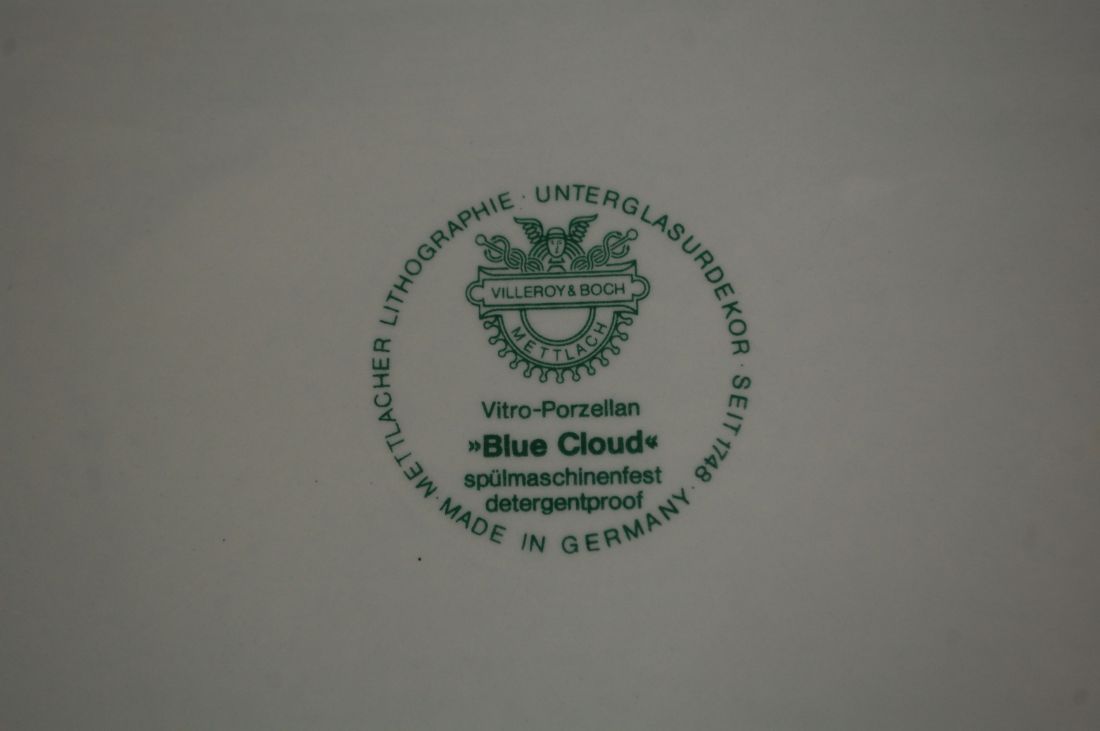 METTLACHER LITHOGRAPHIE · UNTERGLASURDEKOR · SEIT 1748 ·
MADE IN GERMANY ·
VILLEROY & BOCH
METTLACH
Vitro-Porzellan
»Blue Cloud«
spülmaschinenfest
detergentproof